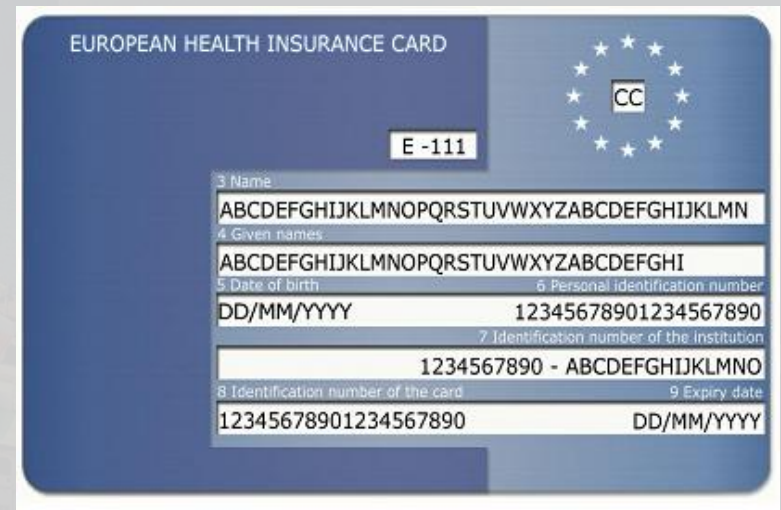 EUROPEAN HEALTH INSURANCE CARD
CC
E -111
3 Name
ABCDEFGHIJKLMNOPQRSTUVWXYZABCDEFGHIJKLMN
4 Given names
ABCDEFGHIJKLMNOPQRSTUVWXYZABCDEFGHI
5 Date of birth 6 Personal identification number
DD/MM/YYYY 12345678901234567890
7 Identification number of the institution
1234567890 - ABCDEFGHIJKLMNO
8 Identification number of the card 9 Expiry date
12345678901234567890 DD/MM/YYYY